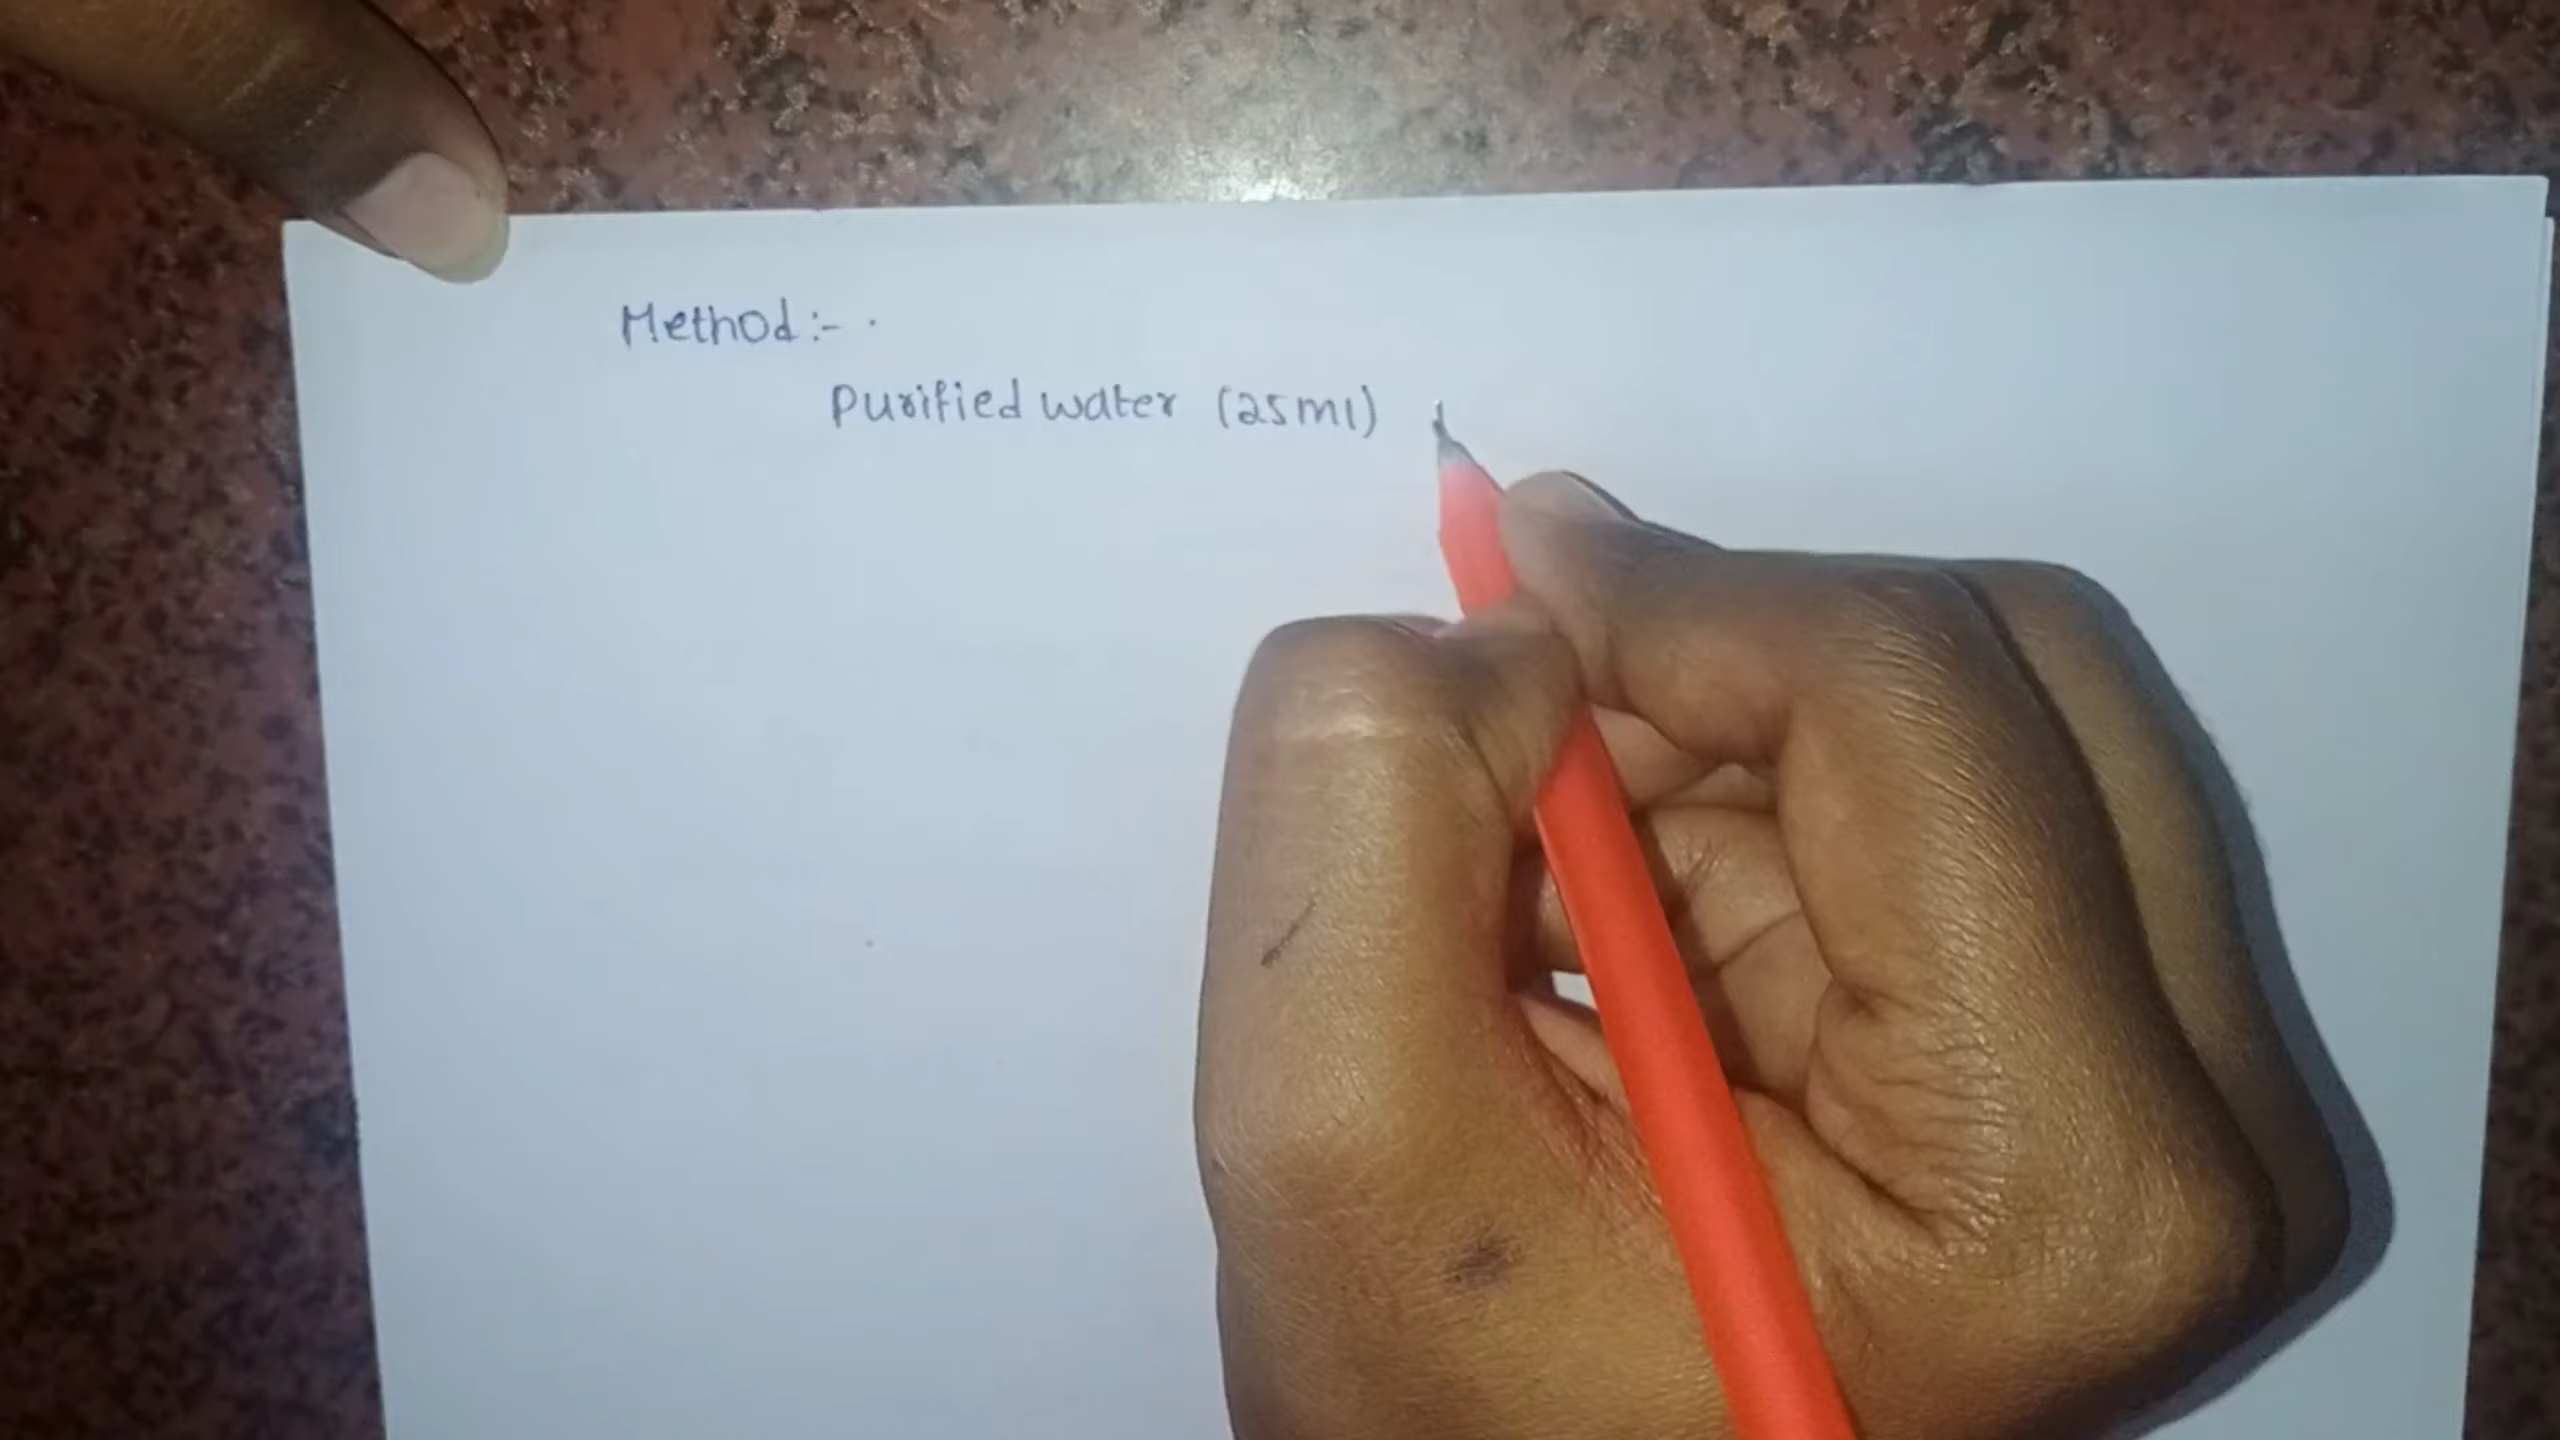 Method :- .
Purified water (25ml)